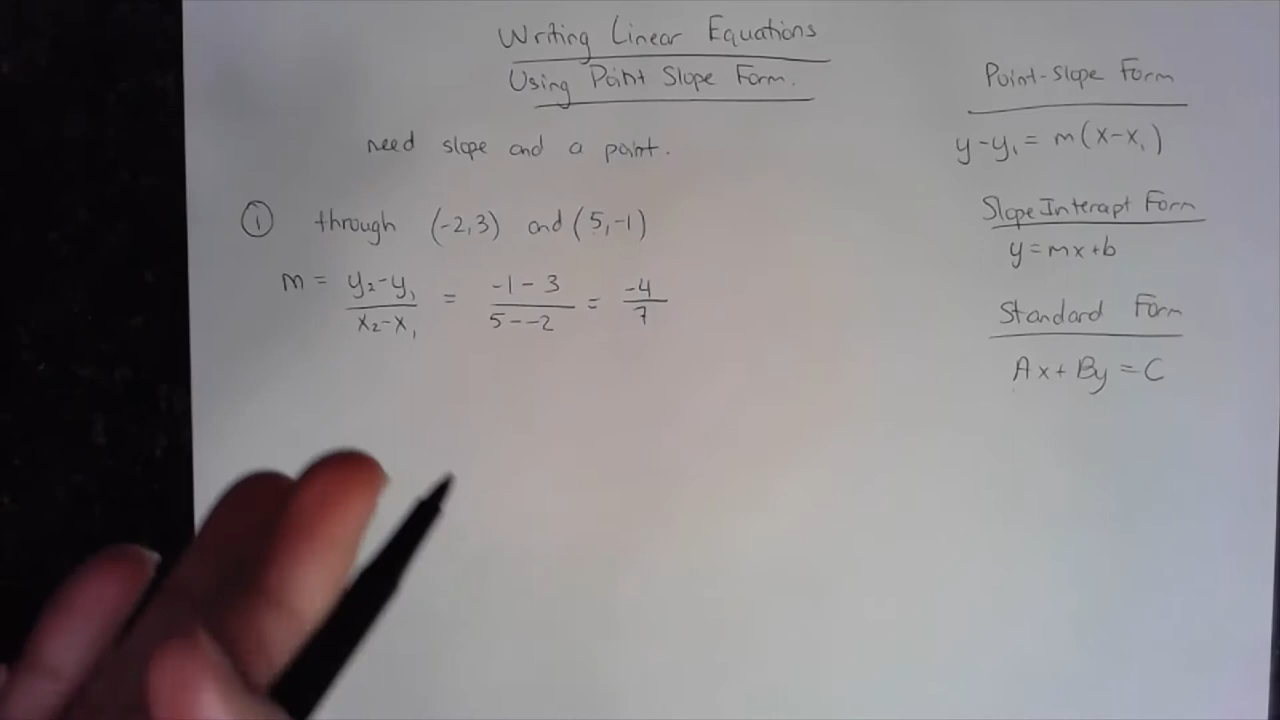 Writing Linear Equations
Using Point Slope Form.
need slope and a point.
① through (-2,3) and (5,-1)
m = y₂-y₁ / x₂-x₁ = -1-3 / 5--2 = -4/7
Point-Slope Form
y-y₁ = m(x-x₁)
Slope Interapt Form
y=mx+b
Standard Form
Ax+By=C